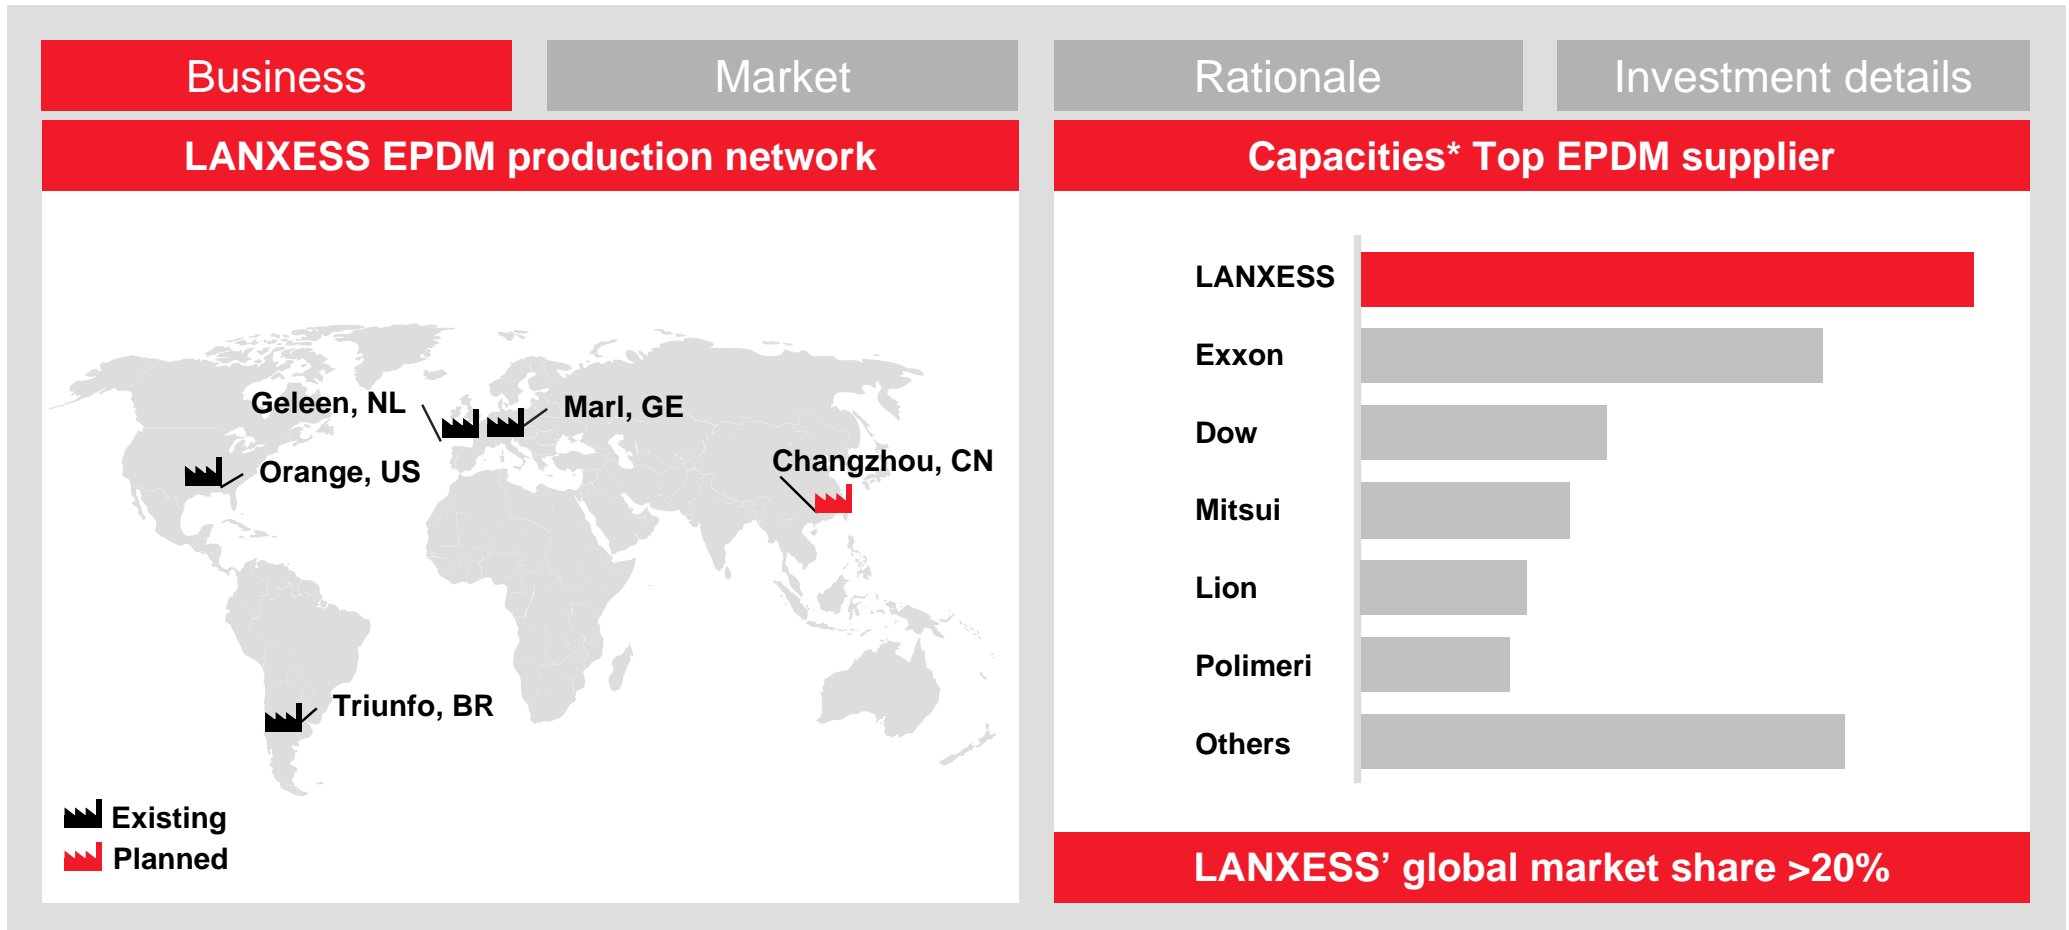 Business
Market
Rationale
Investment details
LANXESS EPDM production network
Geleen, NL
Marl, GE
Orange, US
Changzhou, CN
Triunfo, BR
Existing
Planned
Capacities* Top EPDM supplier
LANXESS
Exxon
Dow
Mitsui
Lion
Polimeri
Others
LANXESS’ global market share >20%